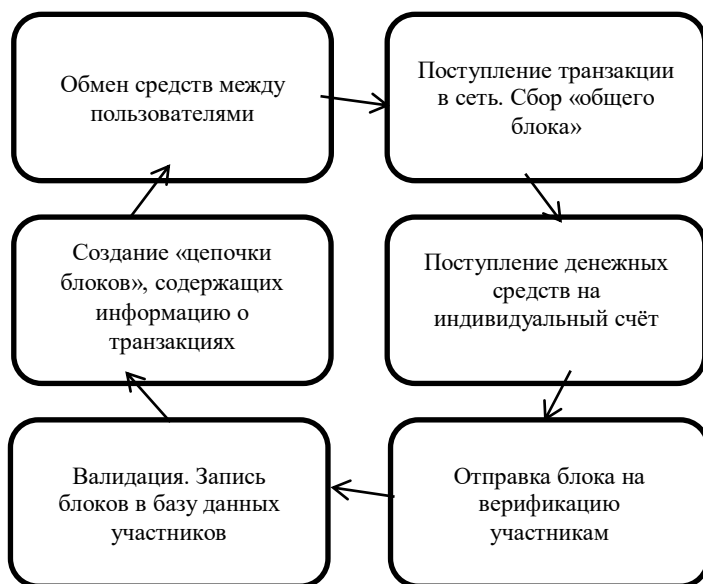 Обмен средств между
пользователями
Поступление транзакции
в сеть. Сбор «общего
блока»
Поступление денежных
средств на
индивидуальный счёт
Отправка блока на
верификацию
участникам
Валидация. Запись
блоков в базу данных
участников
Создание «цепочки
блоков», содержащих
информацию о
транзакциях